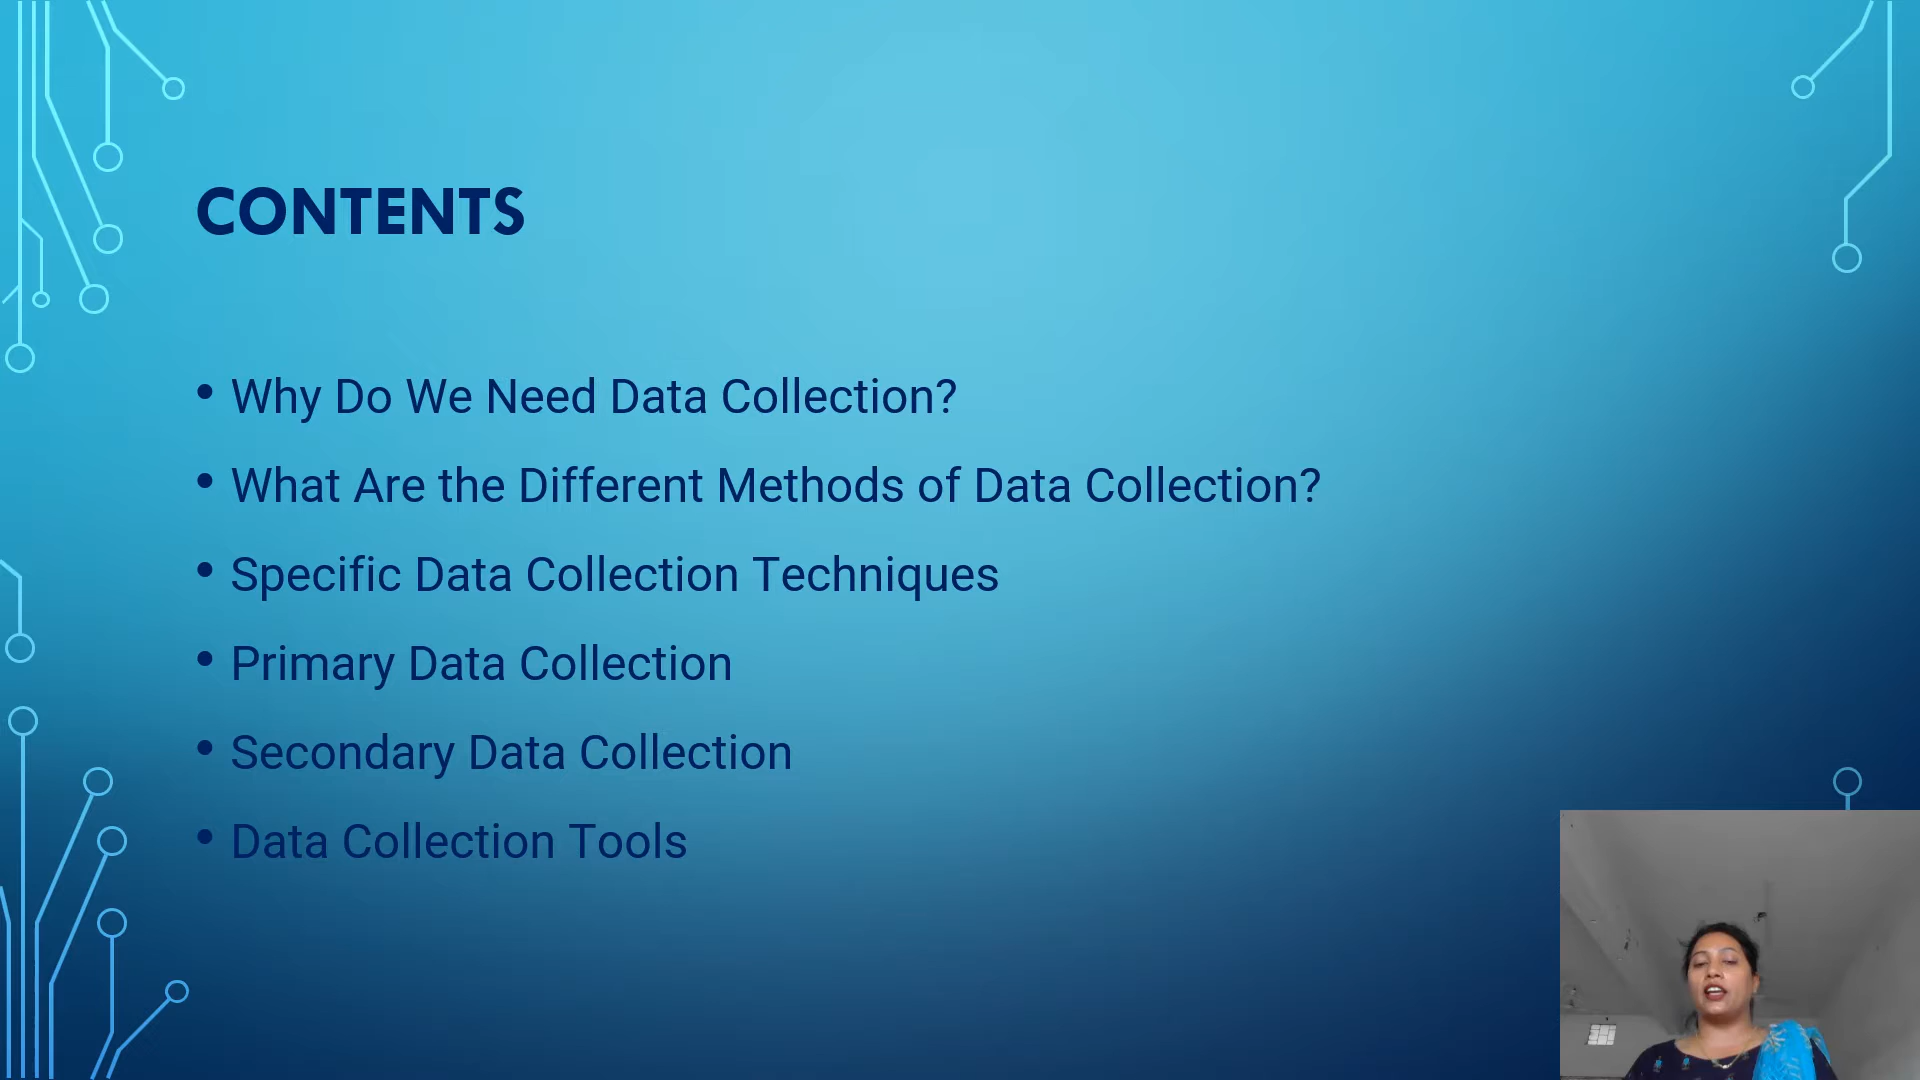 CONTENTS
• Why Do We Need Data Collection?
• What Are the Different Methods of Data Collection?
• Specific Data Collection Techniques
• Primary Data Collection
• Secondary Data Collection
• Data Collection Tools